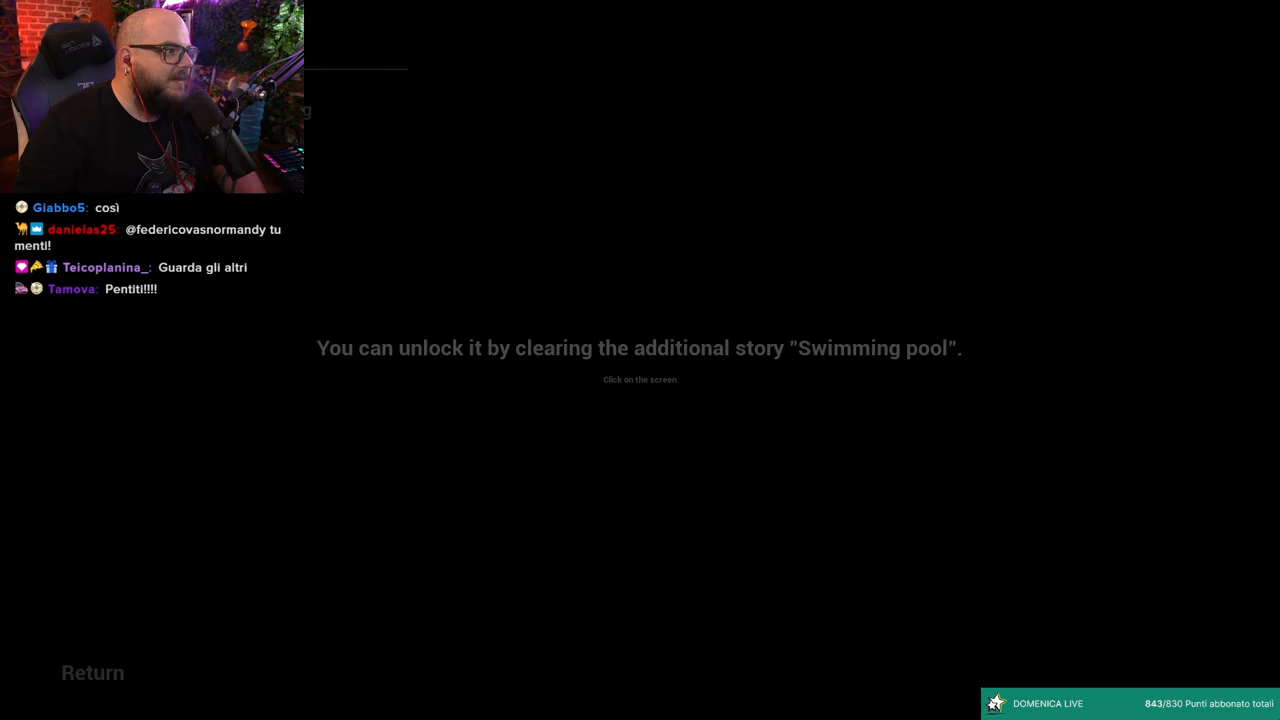 Giabbo5: così
danielas25: @federicovasnormandy tu
menti!
Teicoplanina_: Guarda gli altri
Tamova: Pentiti!!!!
You can unlock it by clearing the additional story "Swimming pool".
Click on the screen
Return
DOMENICA LIVE 843/830 Punti abbonato totali